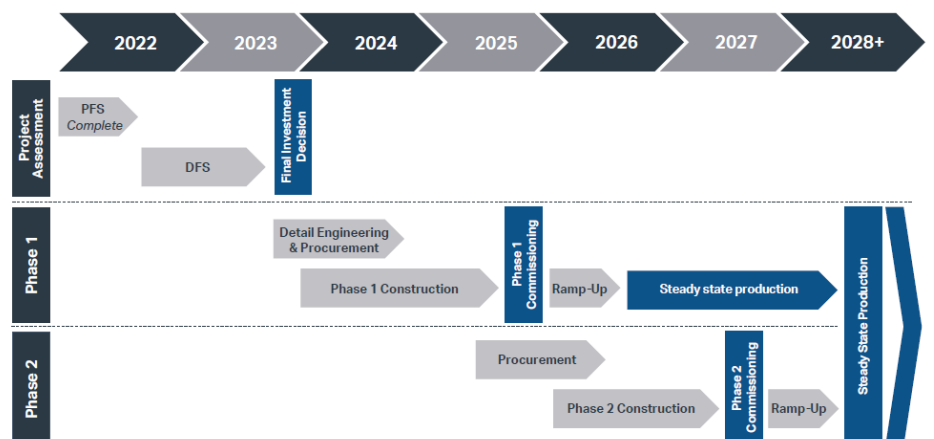 2022
2023
2024
2025
2026
2027
2028+
Project
Assessment
PFS
Complete
DFS
Final Investment
Decision
Phase 1
Detail Engineering
& Procurement
Phase 1 Construction
Phase 1
Commissioning
Ramp-Up
Steady state production
Steady State Production
Phase 2
Procurement
Phase 2 Construction
Phase 2
Commissioning
Ramp-Up